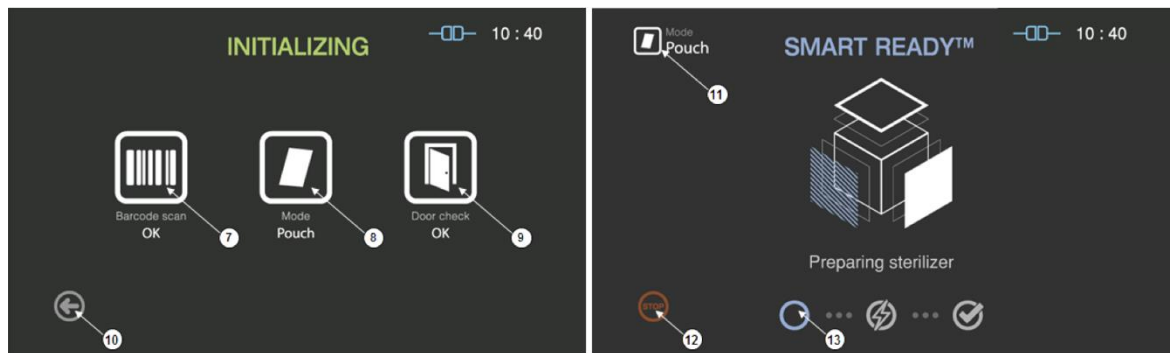 INITIALIZING
10 : 40
Barcode scan
OK
7
Mode
Pouch
8
Door check
OK
9
10
Mode
Pouch
11
SMART READY™
10 : 40
Preparing sterilizer
STOP
12
13